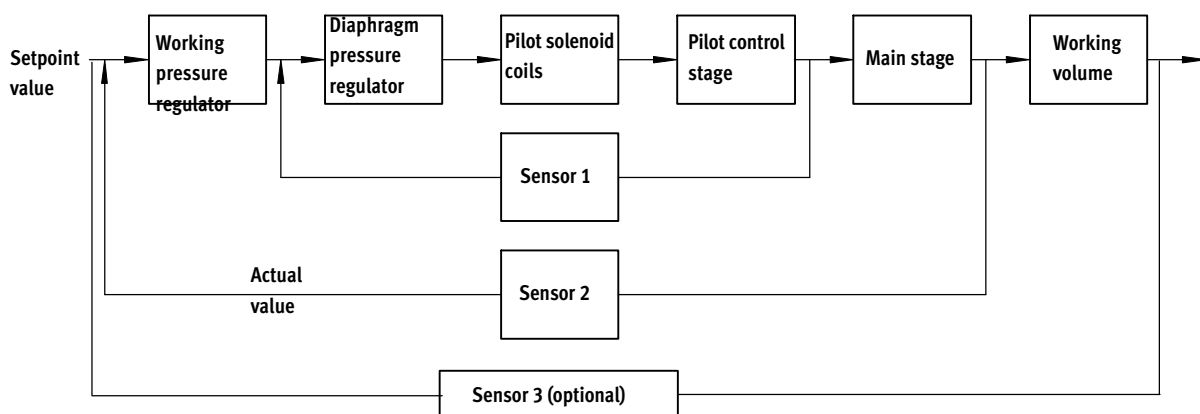 Setpoint
value
Working
pressure
regulator
Diaphragm
pressure
regulator
Pilot solenoid
coils
Pilot control
stage
Main stage
Working
volume
Sensor 1
Actual
value
Sensor 2
Sensor 3 (optional)